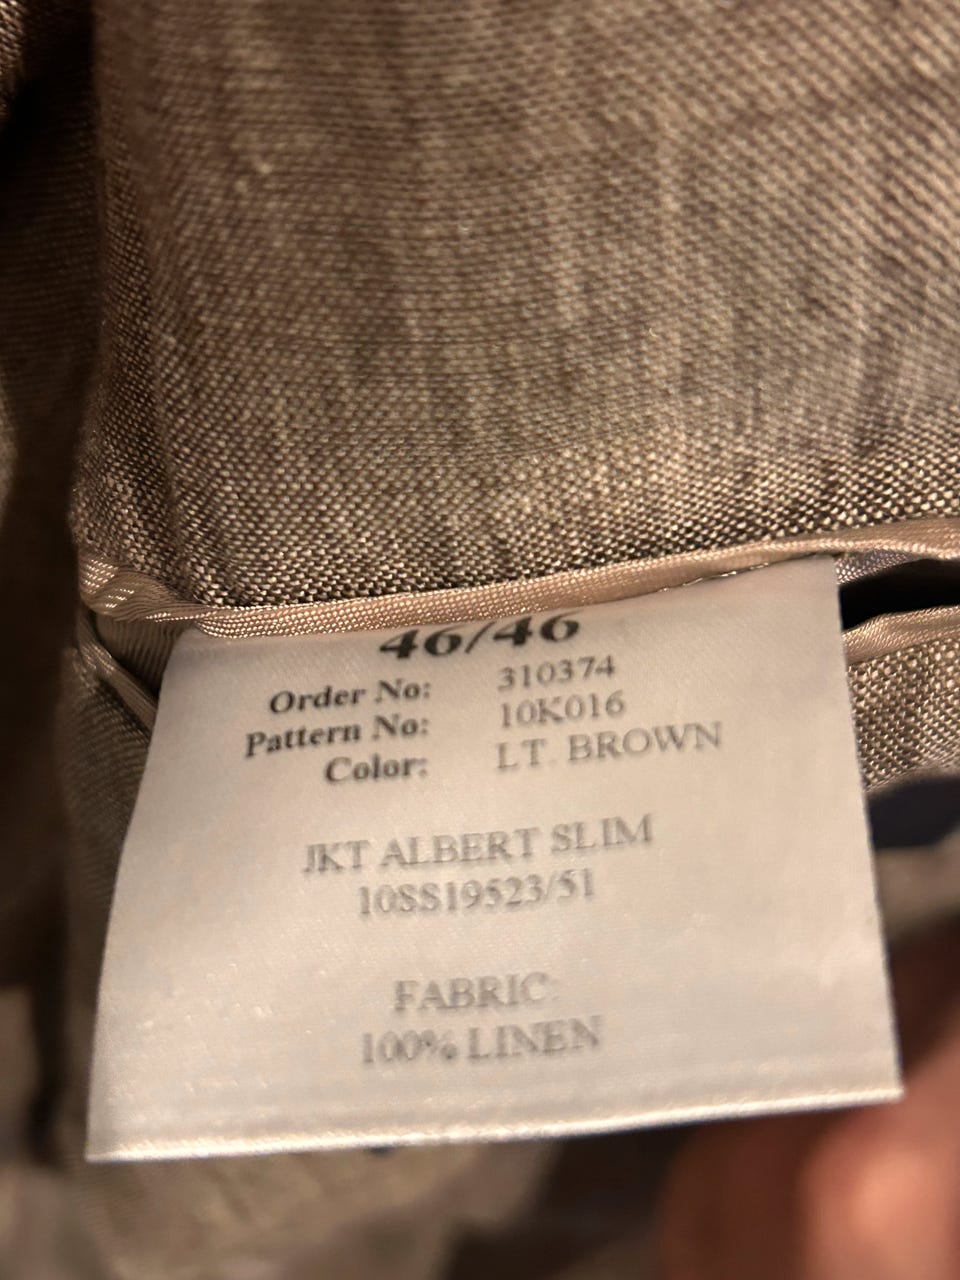 46/46
Order No: 310374
Pattern No: 10K016
Color: LT. BROWN
JKT ALBERT SLIM
10SS19523/51
FABRIC:
100% LINEN